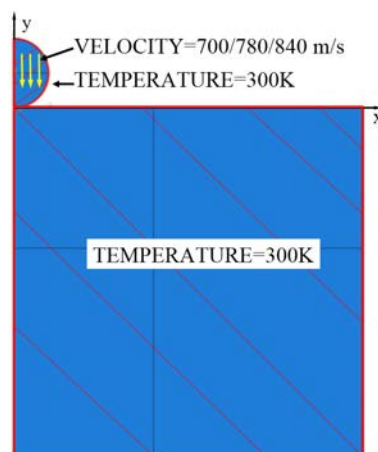 y
VELOCITY=700/780/840 m/s
TEMPERATURE=300K
x
TEMPERATURE=300K